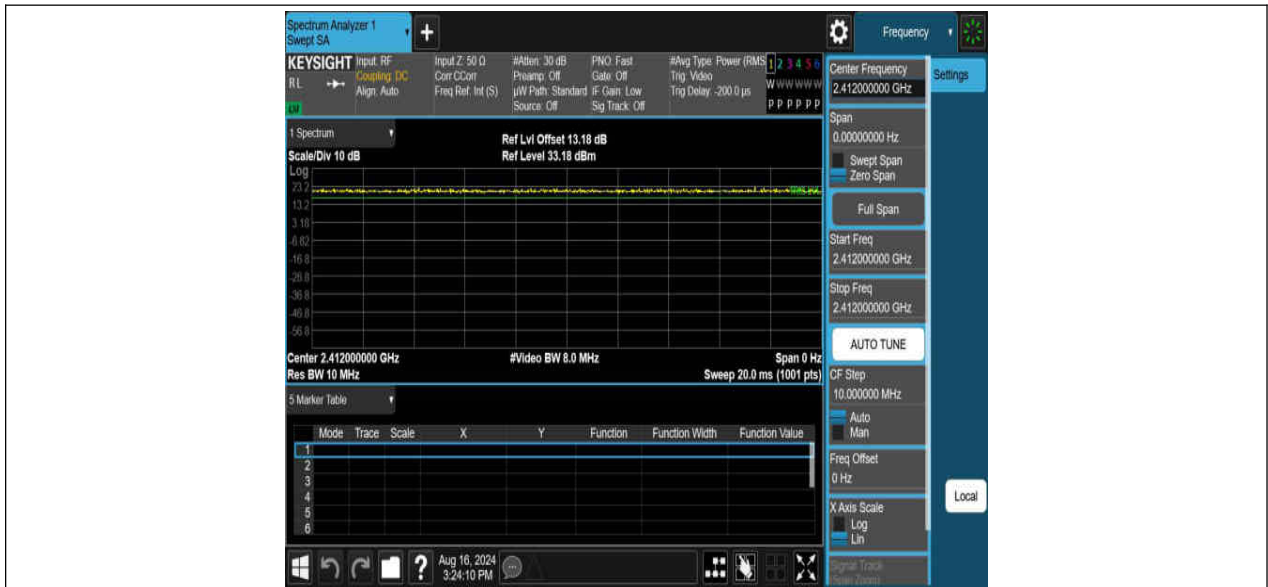 Spectrum Analyzer 1
Swept SA
+
Frequency
KEYSIGHT
RL
Input: RF
Coupling: DC
Align: Auto
Input Z: 50 Ω
Corr CCorr
Freq Ref: Int (S)
#Atten: 30 dB
Preamp: Off
µW Path: Standard
Source: Off
PNO: Fast
Gate: Off
IF Gain: Low
Sig Track: Off
#Avg Type: Power (RMS
Trig: Video
Trig Delay: -200.0 µs
1 2 3 4 5 6
W W W W W W
P P P P P P
1 Spectrum
Scale/Div 10 dB
Ref Lvl Offset 13.18 dB
Ref Level 33.18 dBm
Log
23.2
13.2
3.18
-6.82
-16.8
-26.8
-36.8
-46.8
-56.8
Center 2.412000000 GHz
#Video BW 8.0 MHz
Span 0 Hz
Res BW 10 MHz
Sweep 20.0 ms (1001 pts)
5 Marker Table
Mode Trace Scale X Y Function Function Width Function Value
1
2
3
4
5
6
Aug 16, 2024
3:24:10 PM
Center Frequency
2.412000000 GHz
Settings
Span
0.00000000 Hz
Swept Span
Zero Span
Full Span
Start Freq
2.412000000 GHz
Stop Freq
2.412000000 GHz
AUTO TUNE
CF Step
10.000000 MHz
Auto
Man
Freq Offset
0 Hz
X Axis Scale
Log
Lin
Signal Track
(Span Zoom)
Local